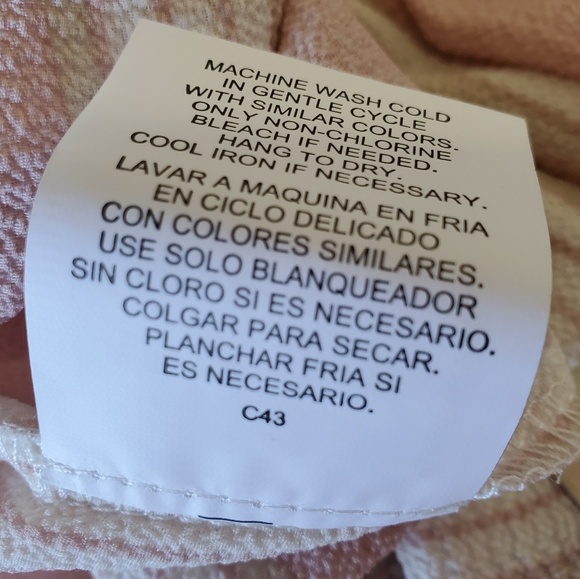 MACHINE WASH COLD
IN GENTLE CYCLE
WITH SIMILAR COLORS.
ONLY NON-CHLORINE
BLEACH IF NEEDED.
HANG TO DRY.
COOL IRON IF NECESSARY.
LAVAR A MAQUINA EN FRIA
EN CICLO DELICADO
CON COLORES SIMILARES.
USE SOLO BLANQUEADOR
SIN CLORO SI ES NECESARIO.
COLGAR PARA SECAR.
PLANCHAR FRIA SI
ES NECESARIO.
C43